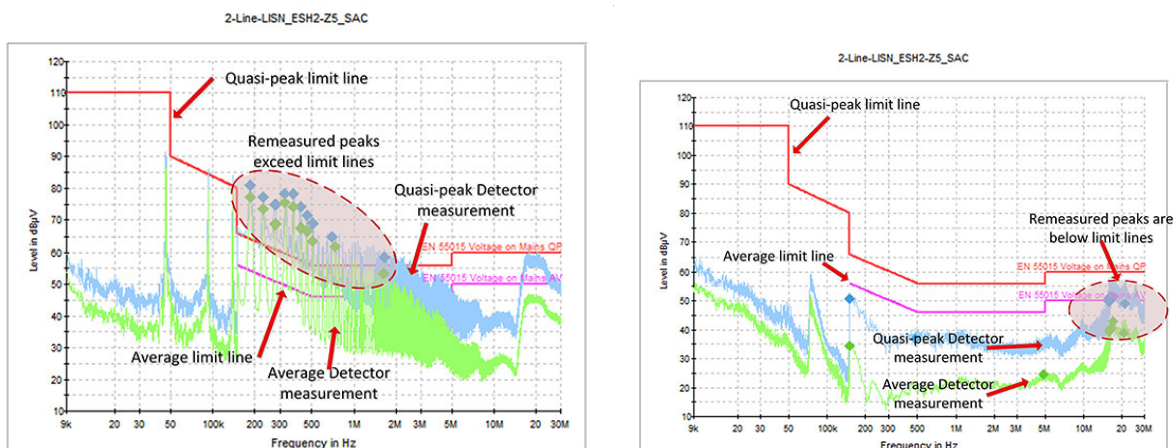 2-Line-LISN_ESH2-Z5_SAC
Level in dBµV
120
110
100
90
80
70
60
50
40
30
20
10
Quasi-peak limit line
Remeasured peaks
exceed limit lines
Quasi-peak Detector
measurement
EN 55015 Voltage on Mains QP
EN 55015 Voltage on Mains AV
Average limit line
Average Detector
measurement
9k 20 30 50 100k 200 300 500 1M 2M 3M 5M 10M 20M 30M
Frequency in Hz
2-Line-LISN_ESH2-Z5_SAC
Level in dBµV
120
110
100
90
80
70
60
50
40
30
20
10
Quasi-peak limit line
Remeasured peaks are
below limit lines
Average limit line
EN 55015 Voltage on Mains QP
EN 55015 Voltage on Mains
Quasi-peak Detector
measurement
Average Detector
measurement
9k 20 30 50 100k 200 300 500 1M 2M 3M 5M 10M 20M 30M
Frequency in Hz